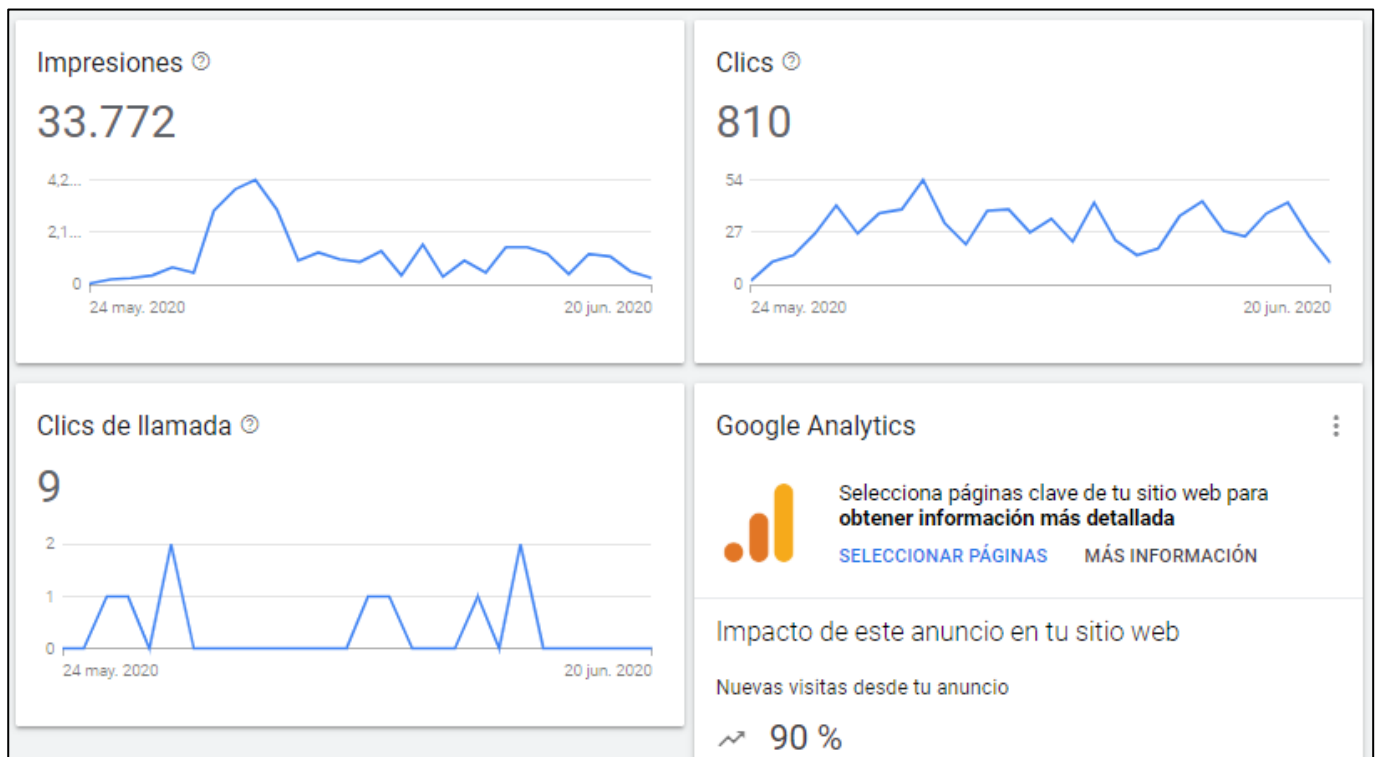 Impresiones
33.772
4,2...
2,1...
0
24 may. 2020
20 jun. 2020
Clics
810
54
27
0
24 may. 2020
20 jun. 2020
Clics de llamada
9
2
1
0
24 may. 2020
20 jun. 2020
Google Analytics
Selecciona páginas clave de tu sitio web para
obtener información más detallada
SELECCIONAR PÁGINAS MÁS INFORMACIÓN
Impacto de este anuncio en tu sitio web
Nuevas visitas desde tu anuncio
90 %